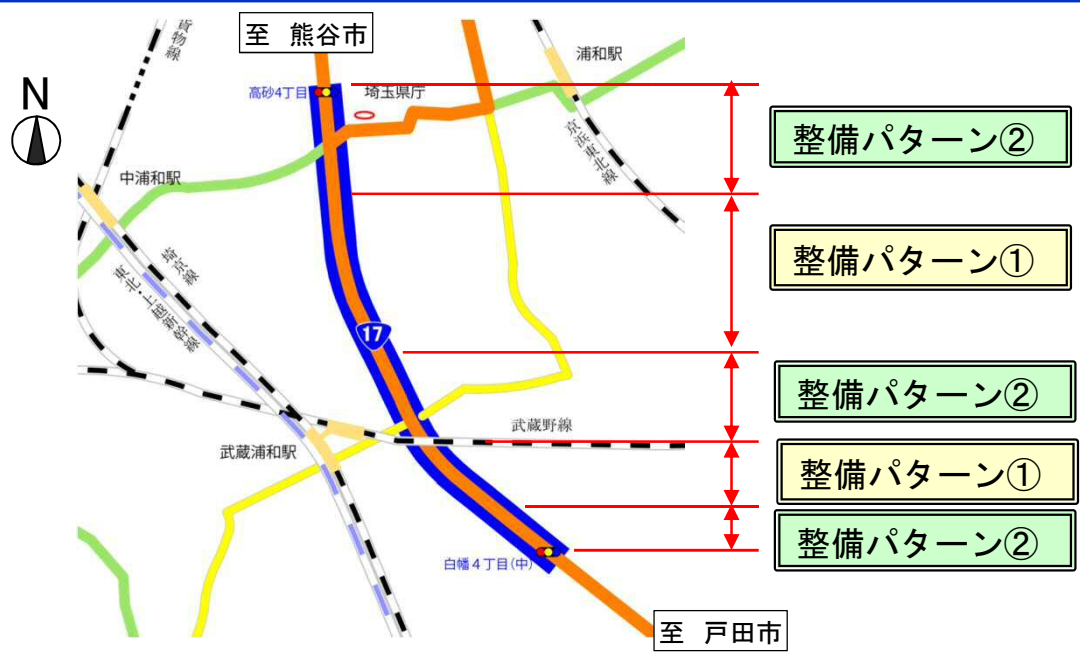 至 熊谷市
貨物線
N
浦和駅
高砂4丁目
埼玉県庁
整備パターン②
京浜東北線
中浦和駅
整備パターン①
埼京線
東北・上越新幹線
17
整備パターン②
武蔵野線
武蔵浦和駅
整備パターン①
整備パターン②
白幡4丁目(中)
至 戸田市